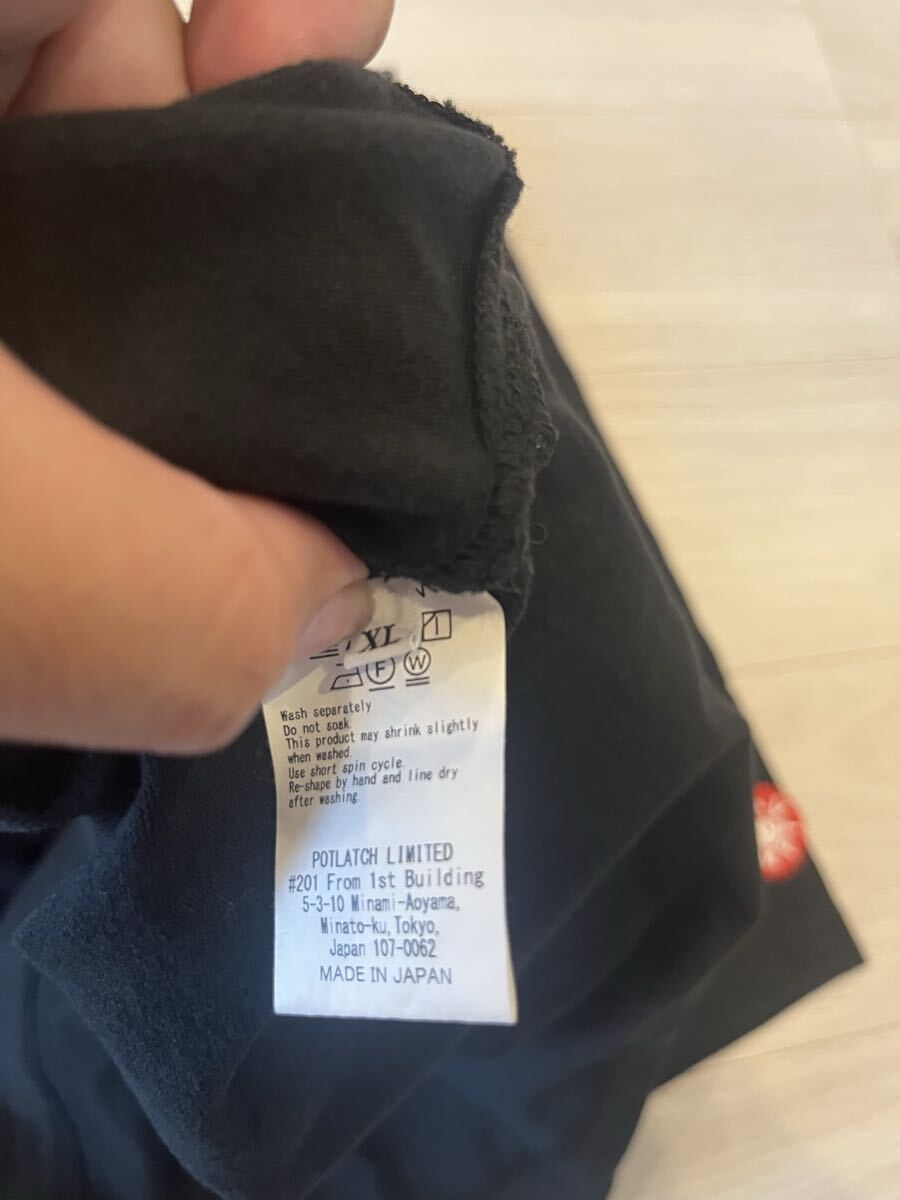 XL
F W
Wash separately
Do not soak.
This product may shrink slightly
when washed.
Use short spin cycle.
Re-shape by hand and line dry
after washing.
POTLATCH LIMITED
#201 From 1st Building
5-3-10 Minami-Aoyama,
Minato-ku, Tokyo,
Japan 107-0062
MADE IN JAPAN